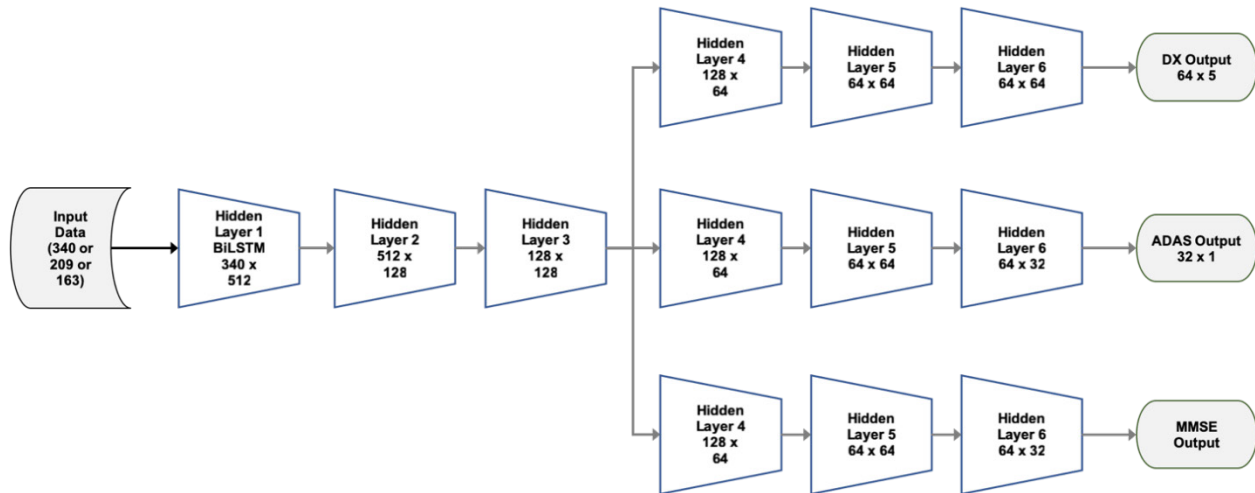 Input
Data
(340 or
209 or
163)
Hidden
Layer 1
BiLSTM
340 x
512
Hidden
Layer 2
512 x
128
Hidden
Layer 3
128 x
128
Hidden
Layer 4
128 x
64
Hidden
Layer 5
64 x 64
Hidden
Layer 6
64 x 64
DX Output
64 x 5
Hidden
Layer 4
128 x
64
Hidden
Layer 5
64 x 64
Hidden
Layer 6
64 x 32
ADAS Output
32 x 1
Hidden
Layer 4
128 x
64
Hidden
Layer 5
64 x 64
Hidden
Layer 6
64 x 32
MMSE
Output